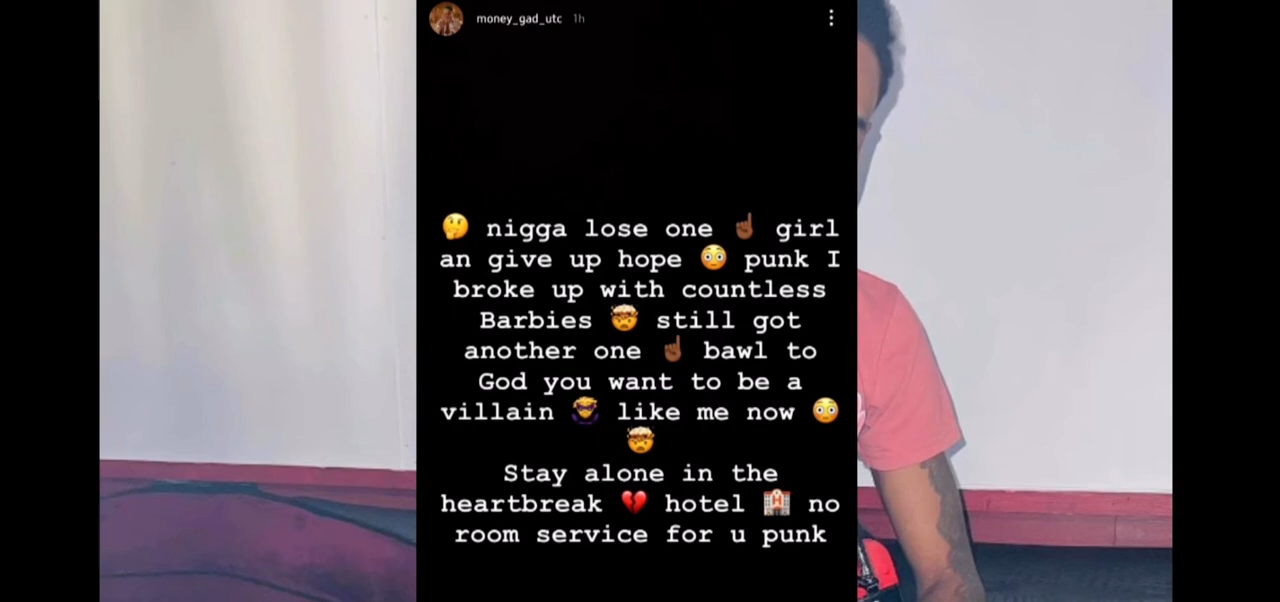 money_gad_utc 1h
🤔 nigga lose one ☝🏾 girl
an give up hope 😳 punk I
broke up with countless
Barbies 🤯 still got
another one ☝🏾 bawl to
God you want to be a
villain 🦹 like me now 😳
🤯
Stay alone in the
heartbreak 💔 hotel 🏩 no
room service for u punk